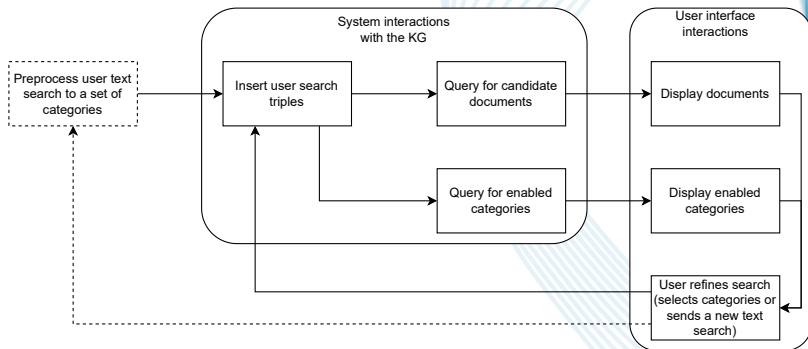 System interactions
with the KG
User interface
interactions
Preprocess user text
search to a set of
categories
Insert user search
triples
Query for candidate
documents
Display documents
Query for enabled
categories
Display enabled
categories
User refines search
(selects categories or
sends a new text
search)